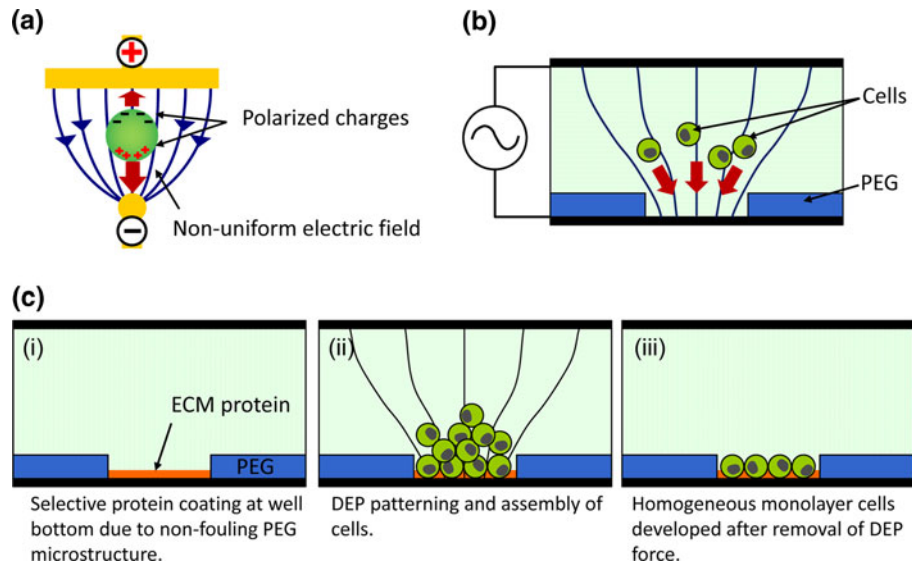 (a)
+
Polarized charges
Non-uniform electric field
−
(b)
Cells
PEG
(c)
(i)
ECM protein
PEG
Selective protein coating at well
bottom due to non-fouling PEG
microstructure.
(ii)
DEP patterning and assembly of
cells.
(iii)
Homogeneous monolayer cells
developed after removal of DEP
force.